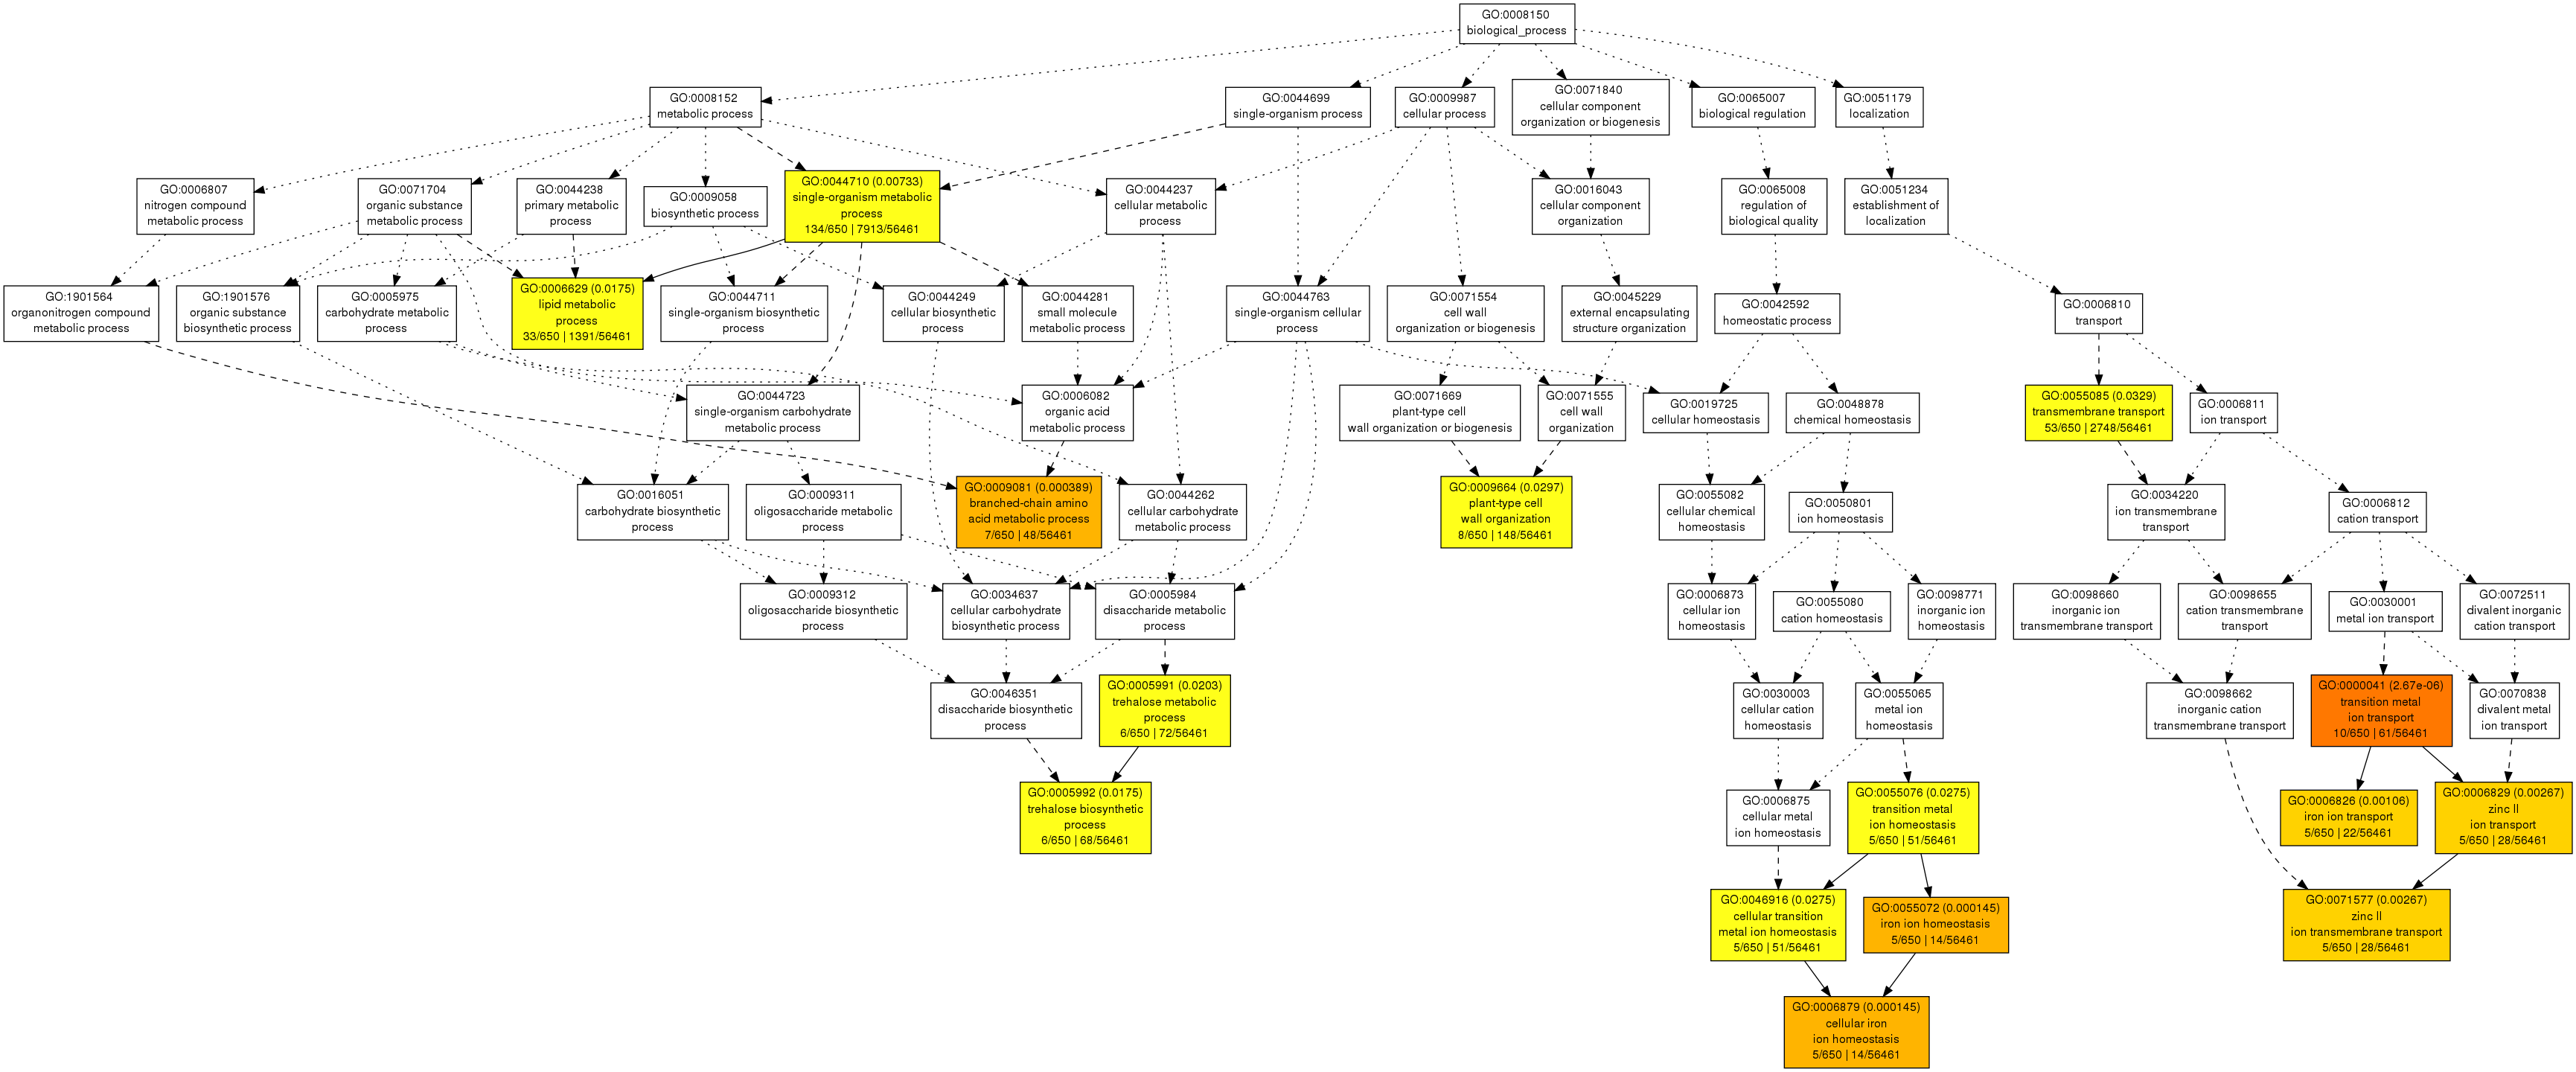 GO:0008150
biological_process
GO:0008152
metabolic process
GO:0044699
single-organism process
GO:0009987
cellular process
GO:0071840
cellular component
organization or biogenesis
GO:0065007
biological regulation
GO:0051179
localization
GO:0006807
nitrogen compound
metabolic process
GO:0071704
organic substance
metabolic process
GO:0044238
primary metabolic
process
GO:0009058
biosynthetic process
GO:0044710 (0.00733)
single-organism metabolic
process
134/650 | 7913/56461
GO:0044237
cellular metabolic
process
GO:0016043
cellular component
organization
GO:0065008
regulation of
biological quality
GO:0051234
establishment of
localization
GO:1901564
organonitrogen compound
metabolic process
GO:1901576
organic substance
biosynthetic process
GO:0005975
carbohydrate metabolic
process
GO:0006629 (0.0175)
lipid metabolic
process
33/650 | 1391/56461
GO:0044711
single-organism biosynthetic
process
GO:0044249
cellular biosynthetic
process
GO:0044281
small molecule
metabolic process
GO:0044763
single-organism cellular
process
GO:0071554
cell wall
organization or biogenesis
GO:0045229
external encapsulating
structure organization
GO:0042592
homeostatic process
GO:0006810
transport
GO:0044723
single-organism carbohydrate
metabolic process
GO:0006082
organic acid
metabolic process
GO:0071669
plant-type cell
wall organization or biogenesis
GO:0071555
cell wall
organization
GO:0019725
cellular homeostasis
GO:0048878
chemical homeostasis
GO:0055085 (0.0329)
transmembrane transport
53/650 | 2748/56461
GO:0006811
ion transport
GO:0016051
carbohydrate biosynthetic
process
GO:0009311
oligosaccharide metabolic
process
GO:0009081 (0.000389)
branched-chain amino
acid metabolic process
7/650 | 48/56461
GO:0044262
cellular carbohydrate
metabolic process
GO:0009664 (0.0297)
plant-type cell
wall organization
8/650 | 148/56461
GO:0055082
cellular chemical
homeostasis
GO:0050801
ion homeostasis
GO:0034220
ion transmembrane
transport
GO:0006812
cation transport
GO:0009312
oligosaccharide biosynthetic
process
GO:0034637
cellular carbohydrate
biosynthetic process
GO:0005984
disaccharide metabolic
process
GO:0006873
cellular ion
homeostasis
GO:0055080
cation homeostasis
GO:0098771
inorganic ion
homeostasis
GO:0098660
inorganic ion
transmembrane transport
GO:0098655
cation transmembrane
transport
GO:0030001
metal ion transport
GO:0072511
divalent inorganic
cation transport
GO:0046351
disaccharide biosynthetic
process
GO:0005991 (0.0203)
trehalose metabolic
process
6/650 | 72/56461
GO:0030003
cellular cation
homeostasis
GO:0055065
metal ion
homeostasis
GO:0098662
inorganic cation
transmembrane transport
GO:0000041 (2.67e-06)
transition metal
ion transport
10/650 | 61/56461
GO:0070838
divalent metal
ion transport
GO:0005992 (0.0175)
trehalose biosynthetic
process
6/650 | 68/56461
GO:0006875
cellular metal
ion homeostasis
GO:0055076 (0.0275)
transition metal
ion homeostasis
5/650 | 51/56461
GO:0006826 (0.00106)
iron ion transport
5/650 | 22/56461
GO:0006829 (0.00267)
zinc II
ion transport
5/650 | 28/56461
GO:0046916 (0.0275)
cellular transition
metal ion homeostasis
5/650 | 51/56461
GO:0055072 (0.000145)
iron ion homeostasis
5/650 | 14/56461
GO:0071577 (0.00267)
zinc II
ion transmembrane transport
5/650 | 28/56461
GO:0006879 (0.000145)
cellular iron
ion homeostasis
5/650 | 14/56461